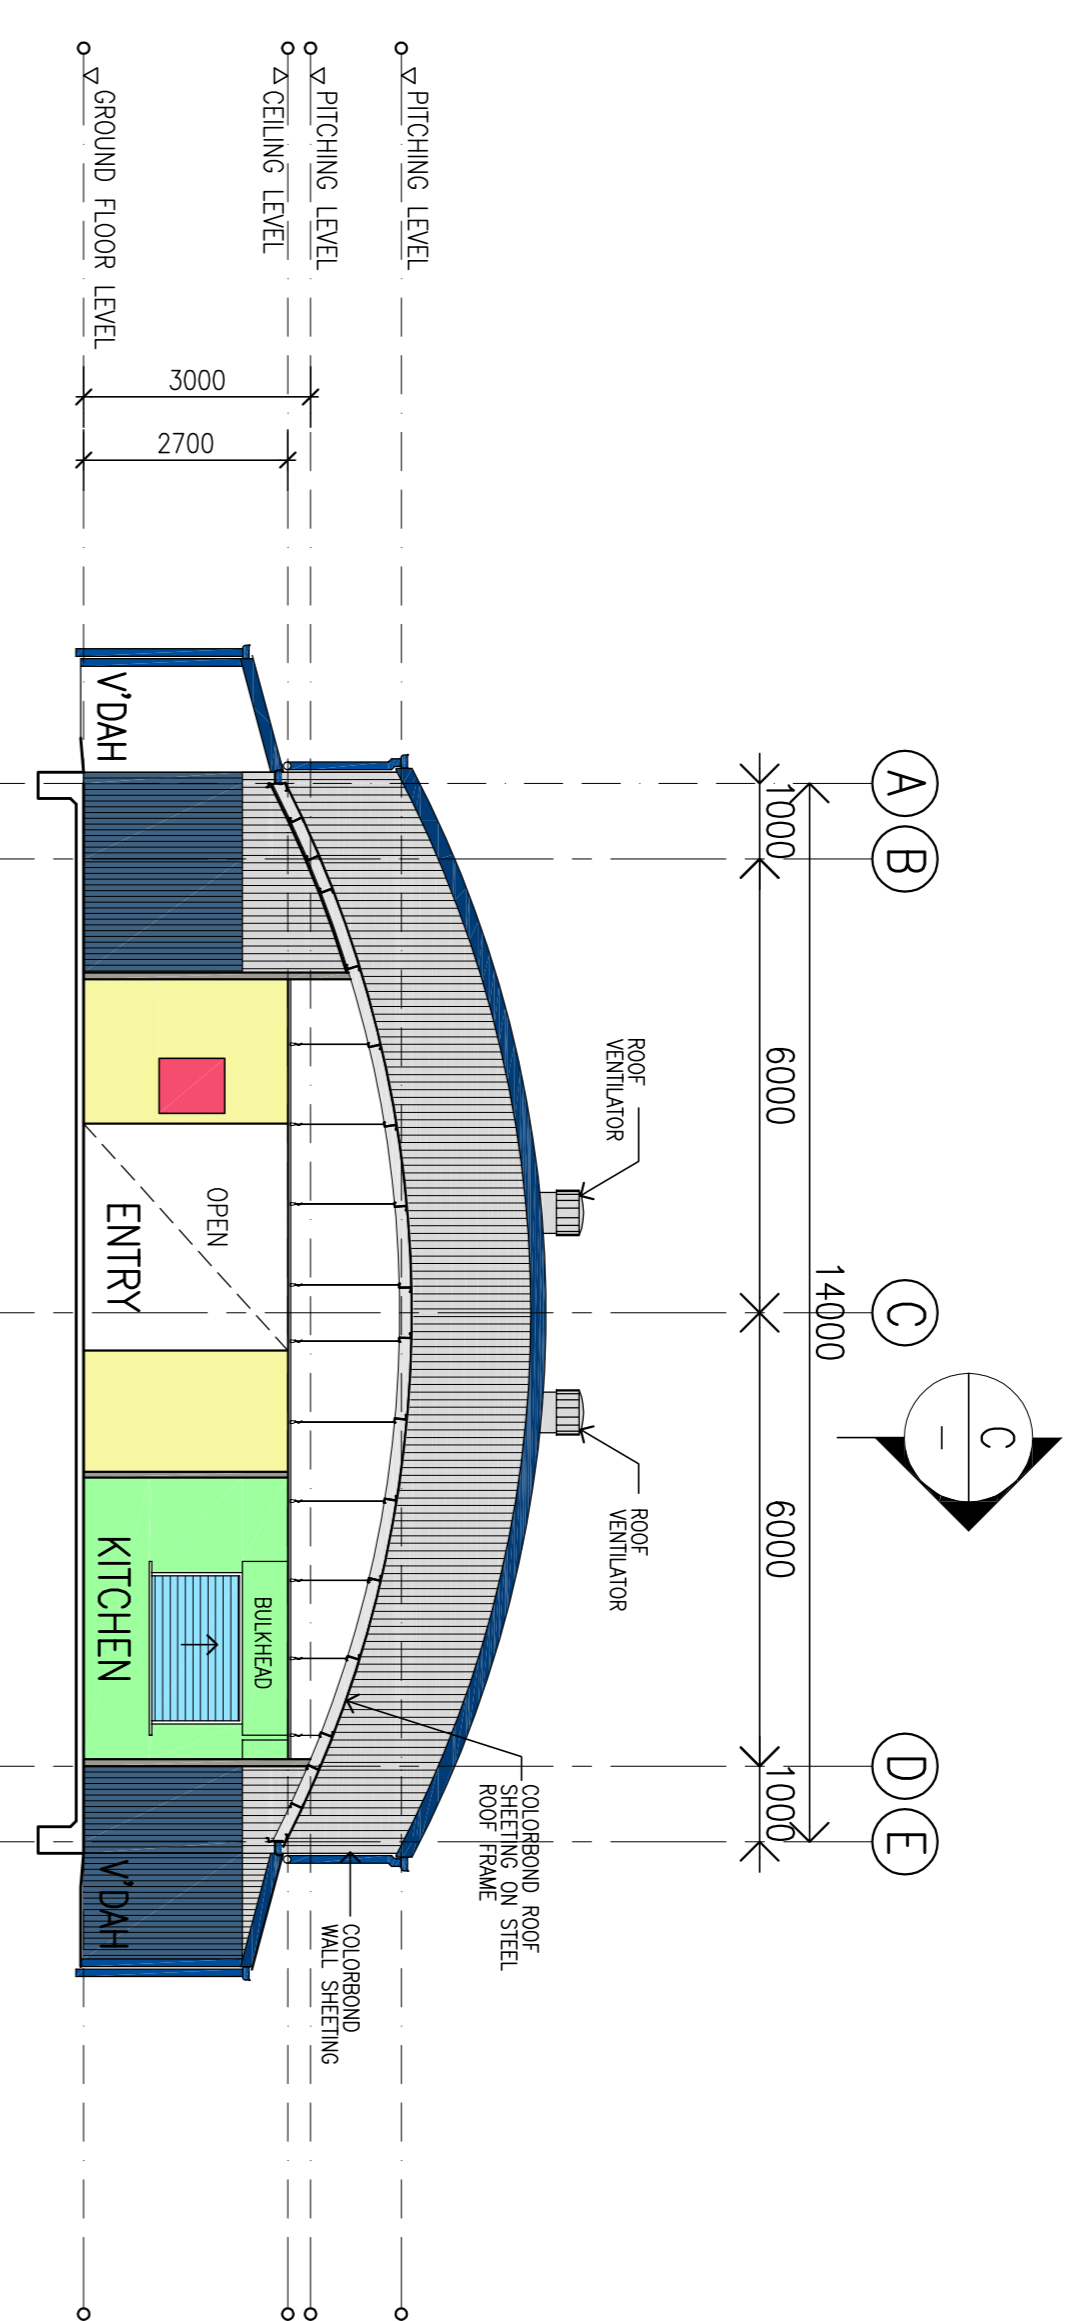 A
B
C
D
E
C
–
14000
1000
6000
6000
1000
ROOF
VENTILATOR
ROOF
VENTILATOR
PITCHING LEVEL
PITCHING LEVEL
CEILING LEVEL
GROUND FLOOR LEVEL
3000
2700
COLORBOND ROOF
SHEETING ON STEEL
ROOF FRAME
COLORBOND
WALL SHEETING
BULKHEAD
OPEN
V'DAH
ENTRY
KITCHEN
V'DAH